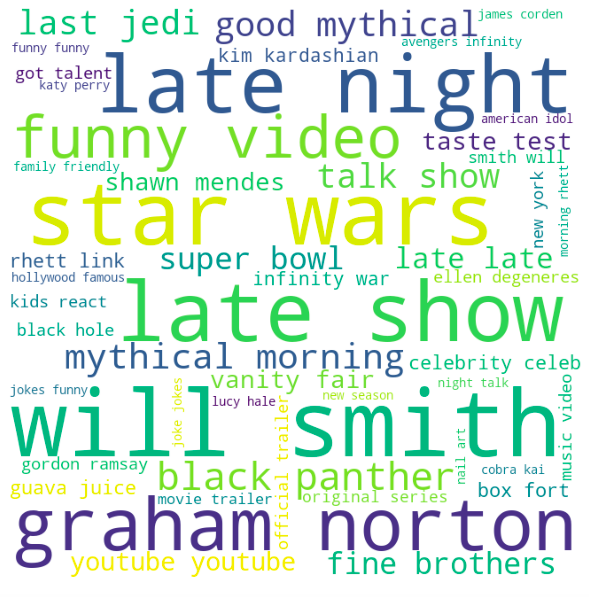 last jedi
good mythical
james corden
funny funny
kim kardashian
avengers infinity
got talent
late night
katy perry
american idol
funny video
taste test
family friendly
smith will
shawn mendes
talk show
new york
morning rhett
star wars
rhett link
super bowl
late late
hollywood famous
infinity war
ellen degeneres
kids react
late show
black hole
mythical morning
celebrity celeb
vanity fair
jokes funny
joke jokes
night talk
lucy hale
new season
will smith
official trailer
nail art
music video
gordon ramsay
black panther
cobra kai
guava juice
movie trailer
original series
box fort
graham norton
youtube youtube
fine brothers